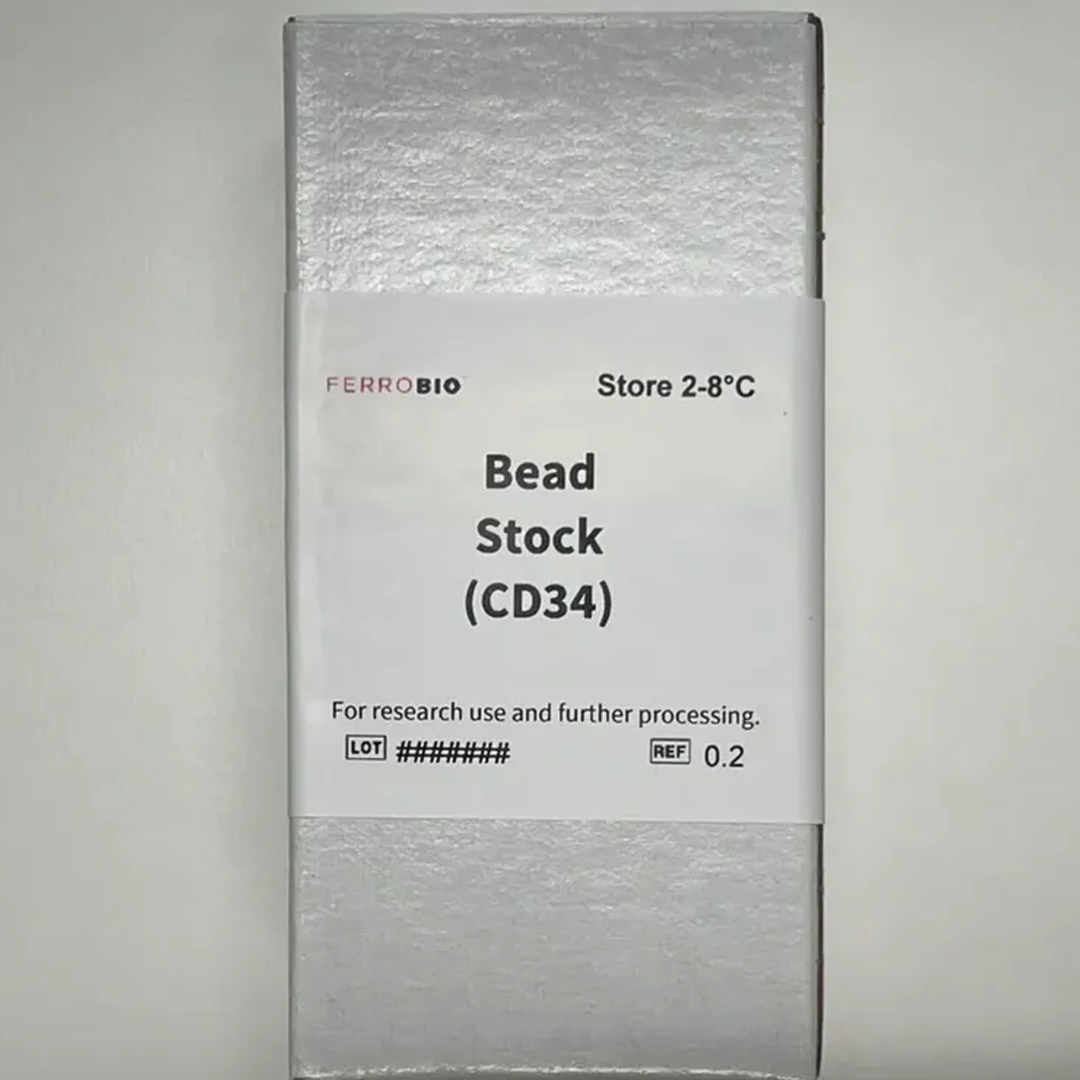 FERROBIO Store 2-8°C
Bead
Stock
(CD34)
For research use and further processing.
LOT ####### REF 0.2